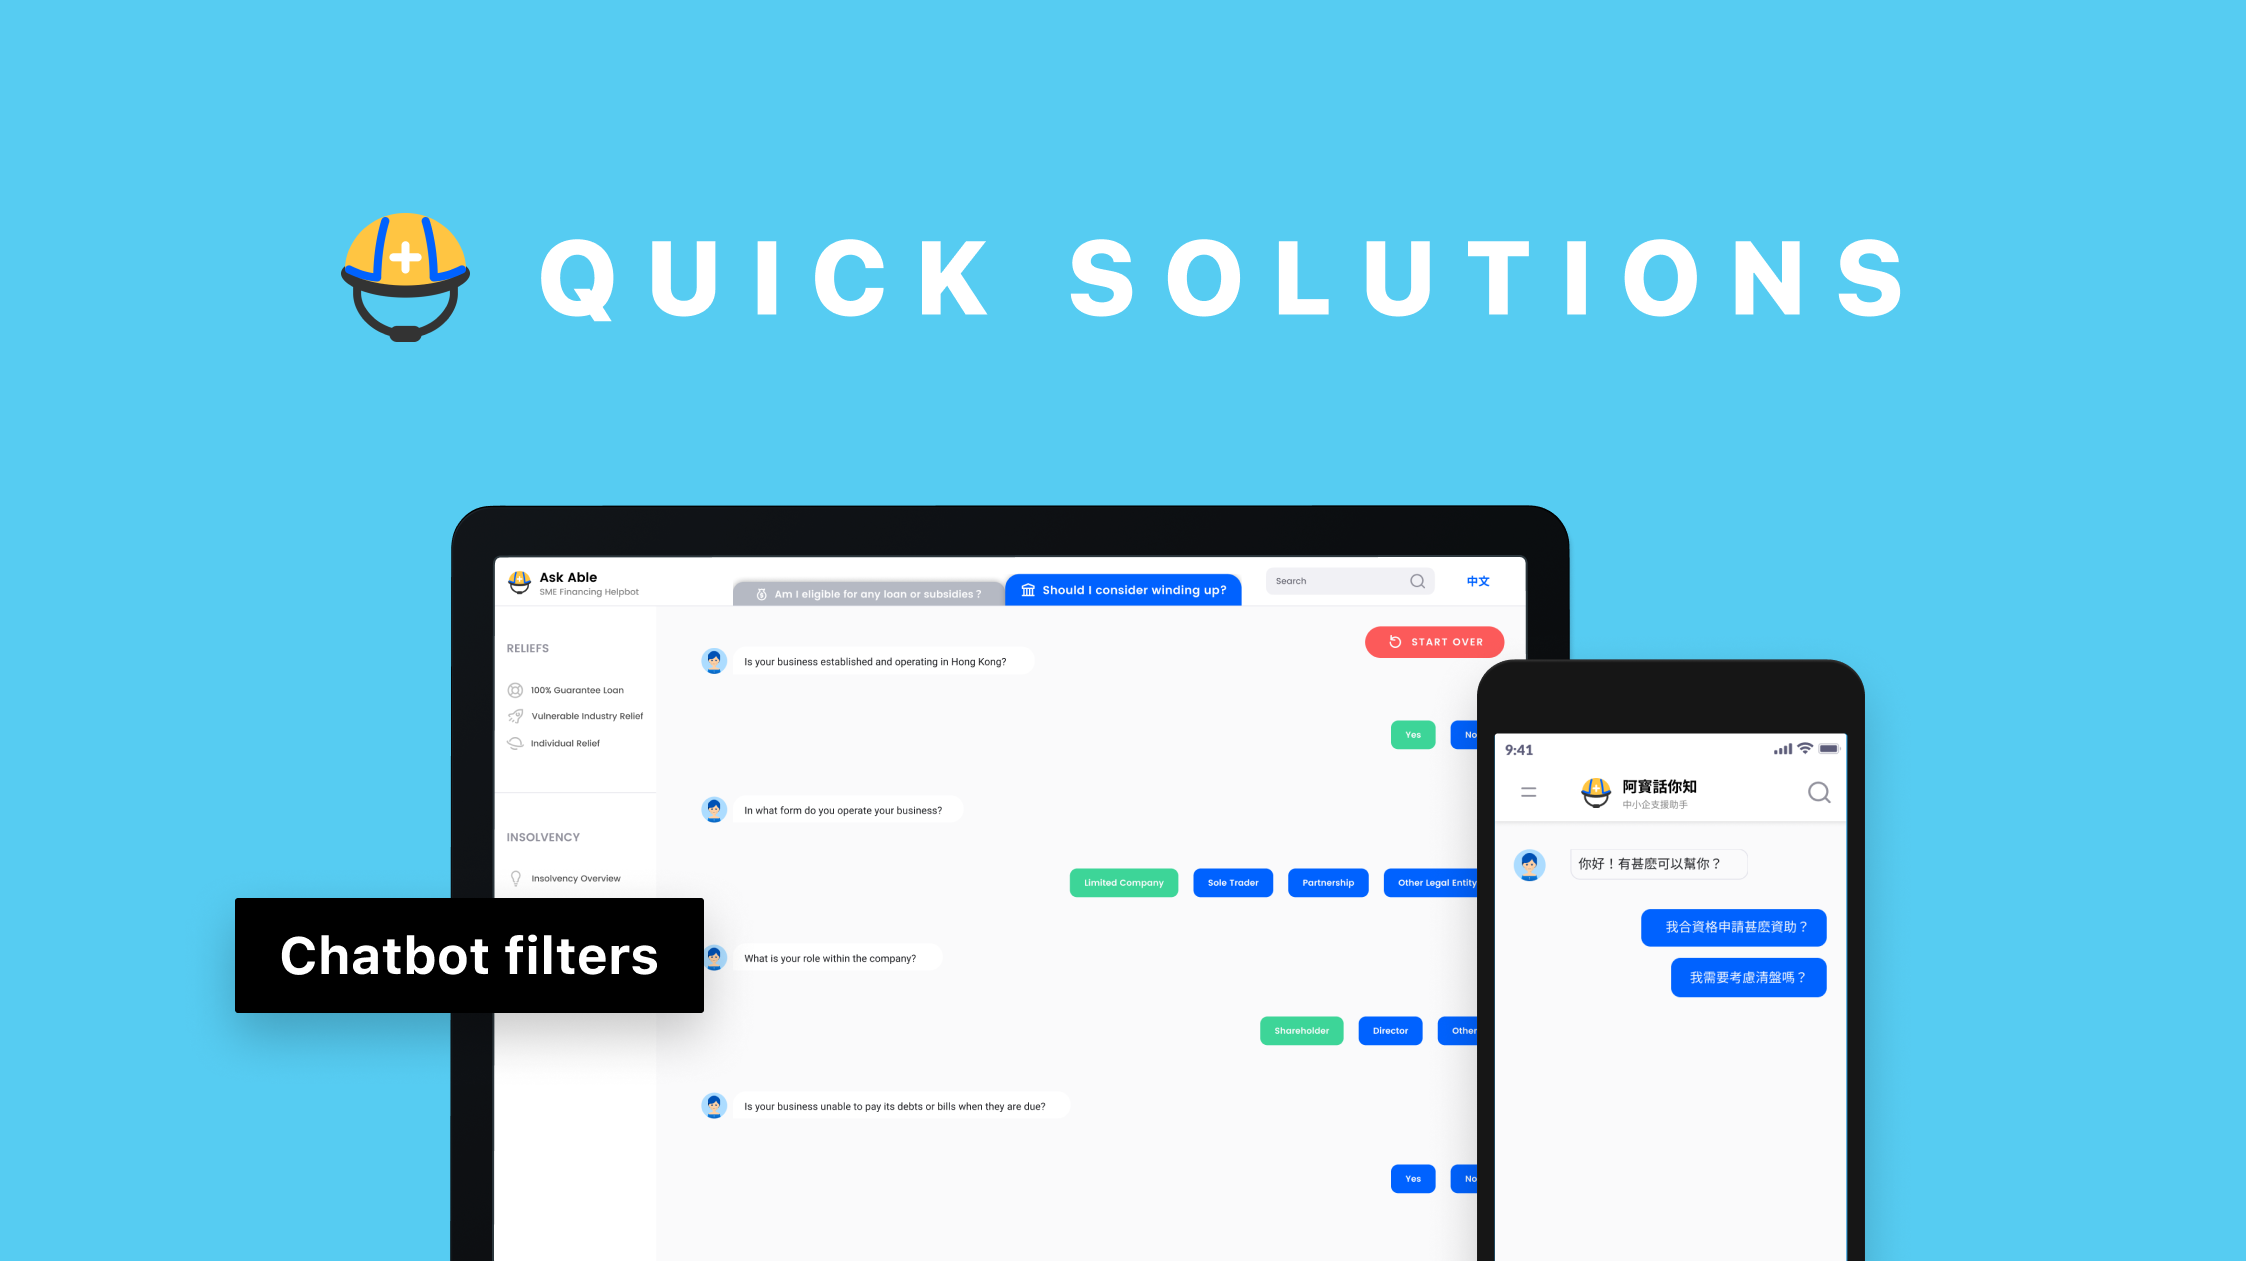 QUICK SOLUTIONS
Ask Able
SME Financing Helpbot
Am I eligible for any loan or subsidies ?
Should I consider winding up?
Search
中文
START OVER
RELIEFS
100% Guarantee Loan
Vulnerable Industry Relief
Individual Relief
INSOLVENCY
Insolvency Overview
Chatbot filters
Is your business established and operating in Hong Kong?
Yes
No
In what form do you operate your business?
Limited Company
Sole Trader
Partnership
Other Legal Entity
What is your role within the company?
Shareholder
Director
Other
Is your business unable to pay its debts or bills when they are due?
Yes
No
9:41
阿寶話你知
中小企支援助手
你好！有甚麽可以幫你？
我合資格申請甚麽資助？
我需要考慮清盤嗎？